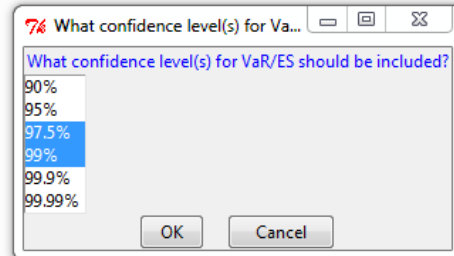 What confidence level(s) for Va...
What confidence level(s) for VaR/ES should be included?
90%
95%
97.5%
99%
99.9%
99.99%
OK Cancel